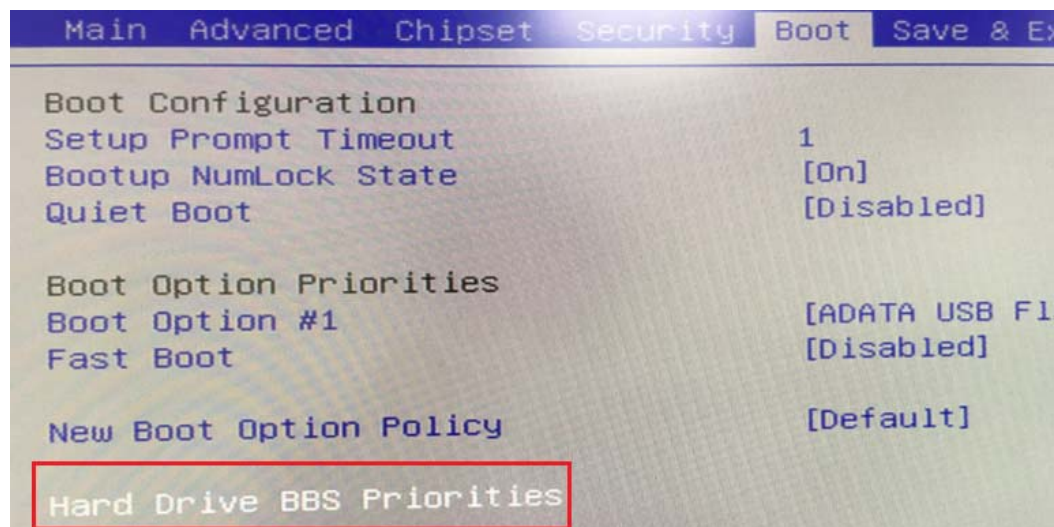 Main Advanced Chipset Security Boot Save & Ex
Boot Configuration
Setup Prompt Timeout 1
Bootup NumLock State [On]
Quiet Boot [Disabled]
Boot Option Priorities
Boot Option #1 [ADATA USB Fl
Fast Boot [Disabled]
New Boot Option Policy [Default]
Hard Drive BBS Priorities